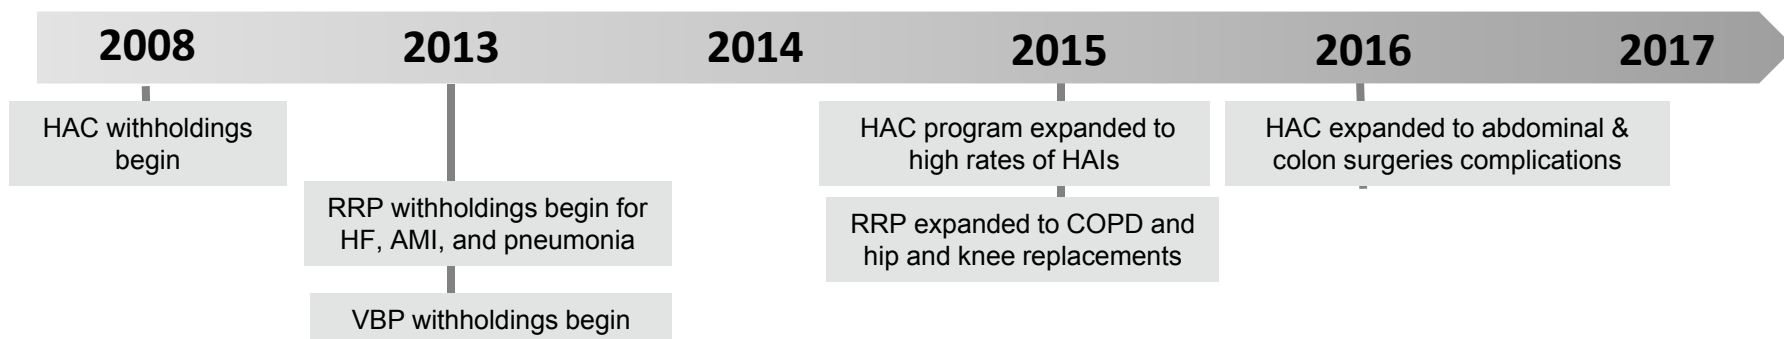 2008 2013 2014 2015 2016 2017
HAC withholdings
begin
RRP withholdings begin for
HF, AMI, and pneumonia
VBP withholdings begin
HAC program expanded to
high rates of HAIs
RRP expanded to COPD and
hip and knee replacements
HAC expanded to abdominal &
colon surgeries complications